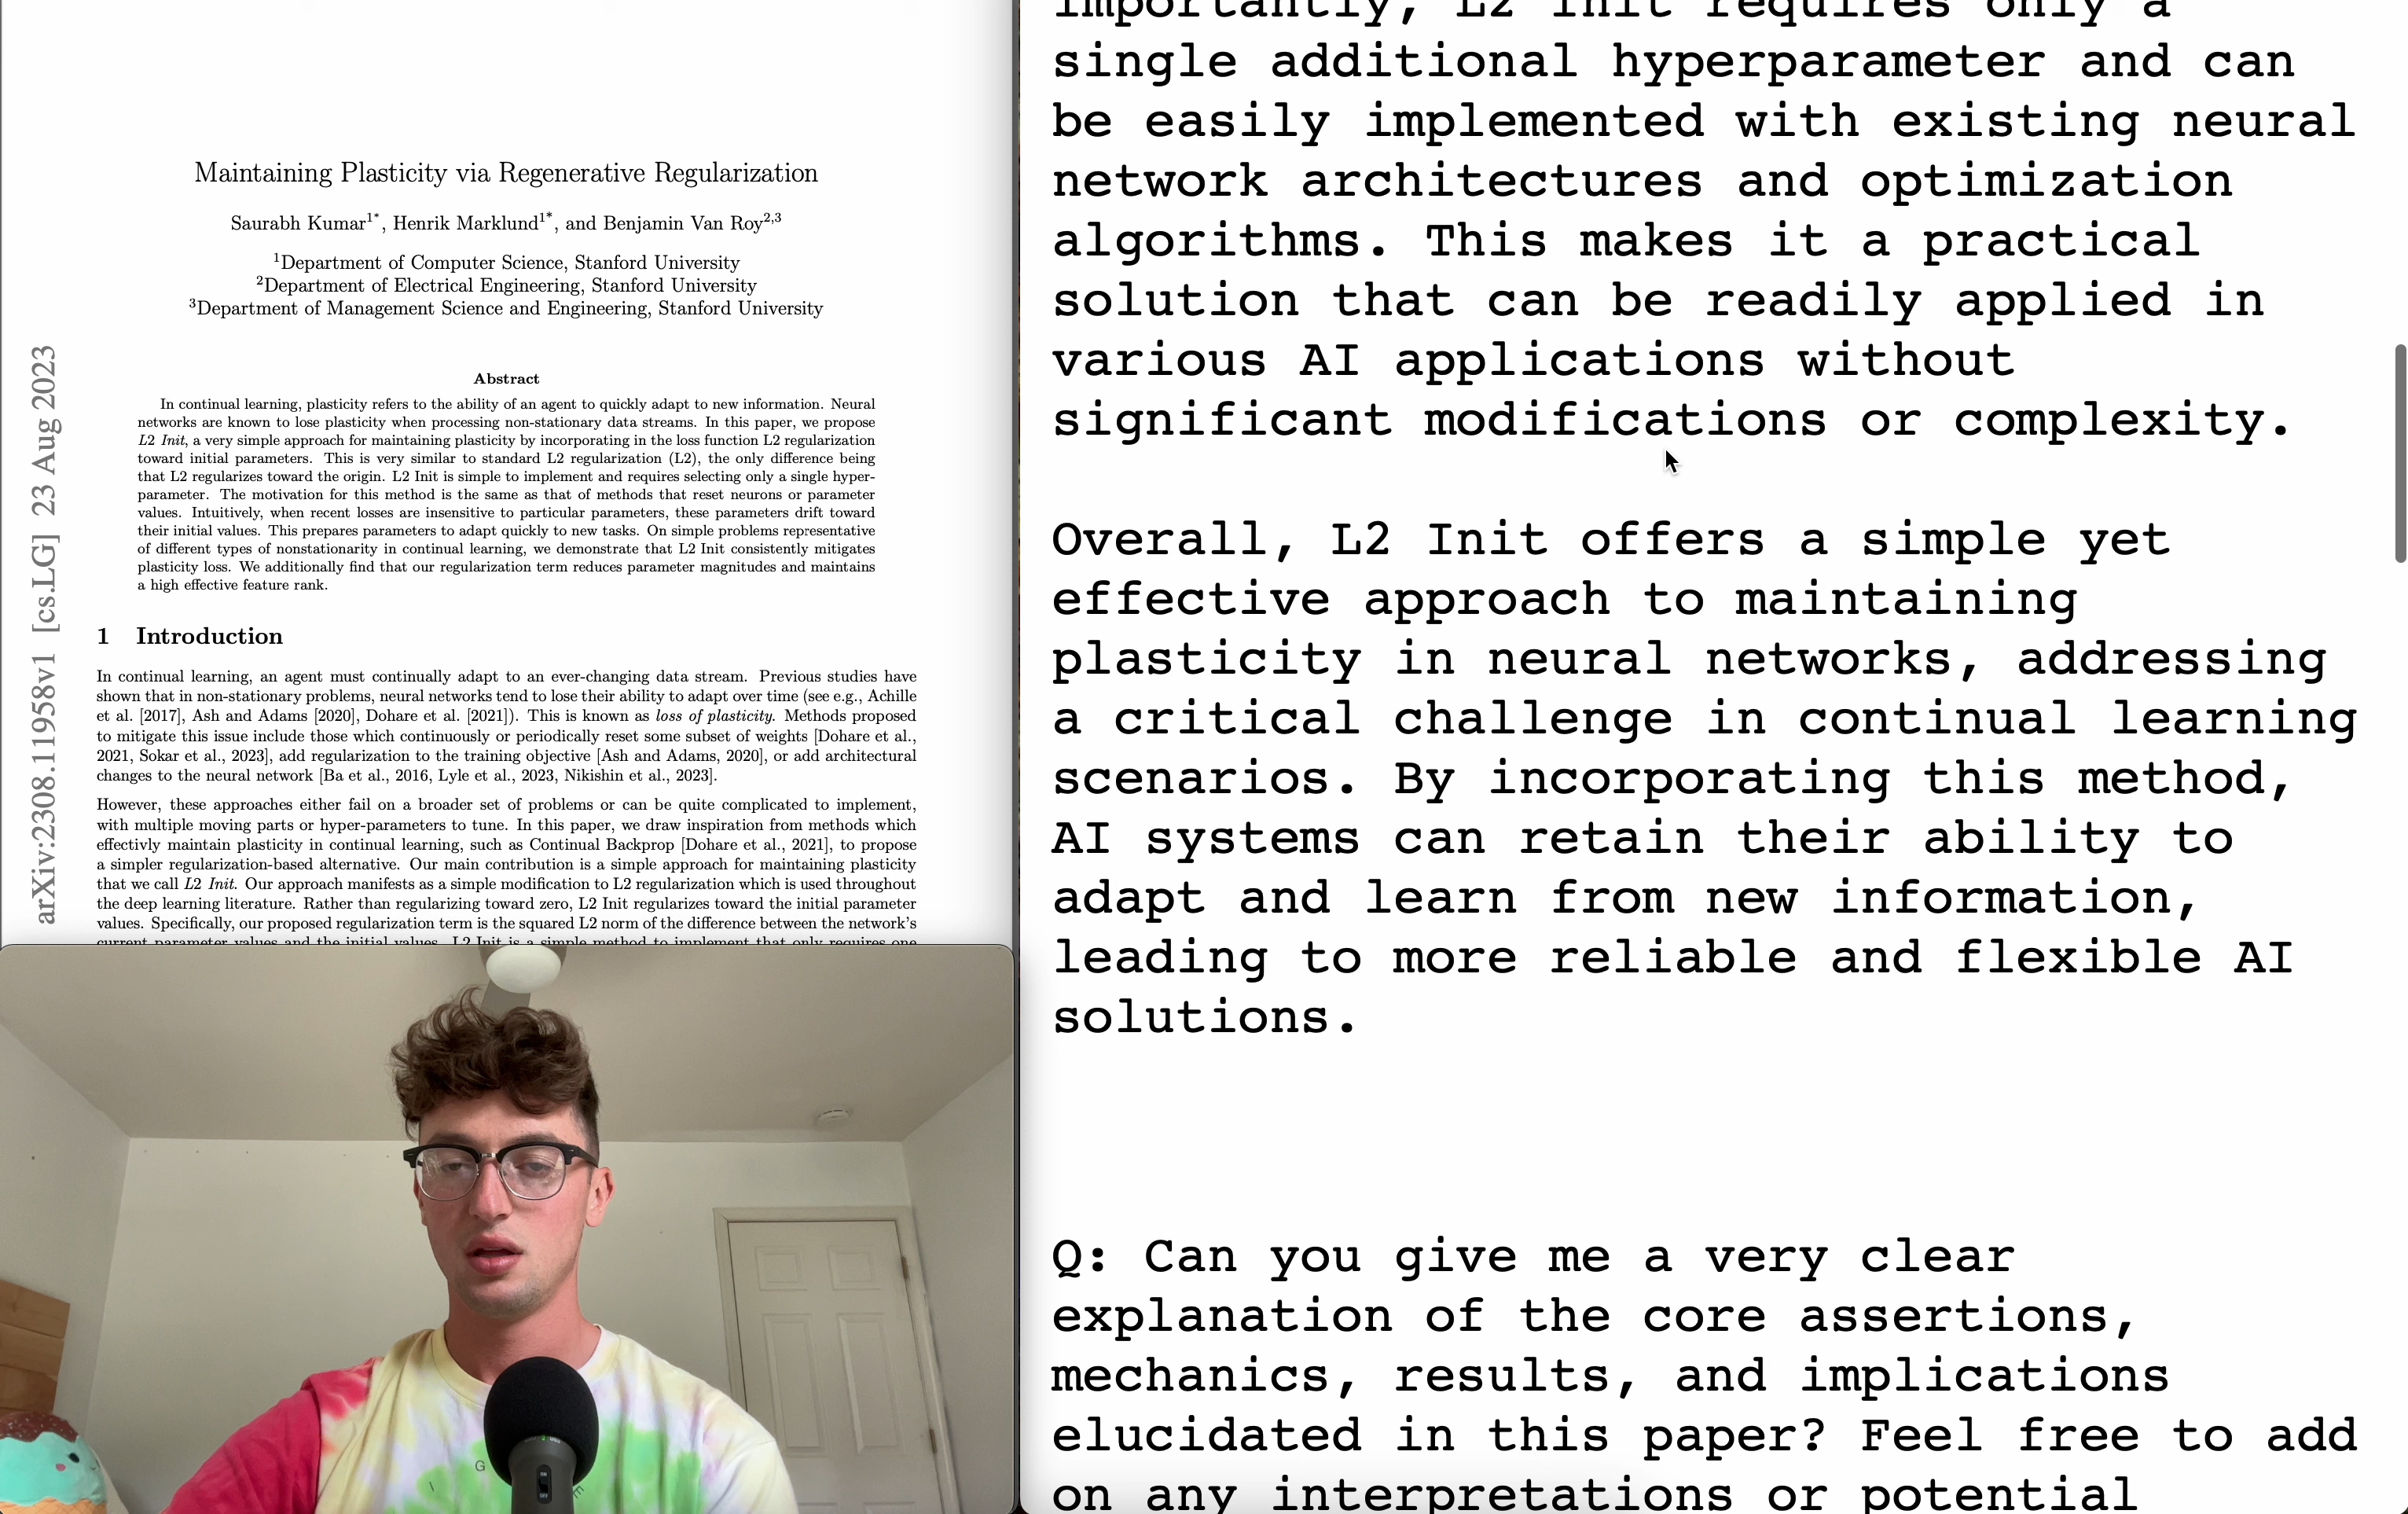 Maintaining Plasticity via Regenerative Regularization
Saurabh Kumar1*, Henrik Marklund1*, and Benjamin Van Roy2,3
1Department of Computer Science, Stanford University
2Department of Electrical Engineering, Stanford University
3Department of Management Science and Engineering, Stanford University
arXiv:2308.11958v1 [cs.LG] 23 Aug 2023
Abstract
In continual learning, plasticity refers to the ability of an agent to quickly adapt to new information. Neural
networks are known to lose plasticity when processing non-stationary data streams. In this paper, we propose
L2 Init, a very simple approach for maintaining plasticity by incorporating in the loss function L2 regularization
toward initial parameters. This is very similar to standard L2 regularization (L2), the only difference being
that L2 regularizes toward the origin. L2 Init is simple to implement and requires selecting only a single hyper-
parameter. The motivation for this method is the same as that of methods that reset neurons or parameter
values. Intuitively, when recent losses are insensitive to particular parameters, these parameters drift toward
their initial values. This prepares parameters to adapt quickly to new tasks. On simple problems representative
of different types of nonstationarity in continual learning, we demonstrate that L2 Init consistently mitigates
plasticity loss. We additionally find that our regularization term reduces parameter magnitudes and maintains
a high effective feature rank.
1 Introduction
In continual learning, an agent must continually adapt to an ever-changing data stream. Previous studies have
shown that in non-stationary problems, neural networks tend to lose their ability to adapt over time (see e.g., Achille
et al. [2017], Ash and Adams [2020], Dohare et al. [2021]). This is known as loss of plasticity. Methods proposed
to mitigate this issue include those which continuously or periodically reset some subset of weights [Dohare et al.,
2021, Sokar et al., 2023], add regularization to the training objective [Ash and Adams, 2020], or add architectural
changes to the neural network [Ba et al., 2016, Lyle et al., 2023, Nikishin et al., 2023].
However, these approaches either fail on a broader set of problems or can be quite complicated to implement,
with multiple moving parts or hyper-parameters to tune. In this paper, we draw inspiration from methods which
effectivly maintain plasticity in continual learning, such as Continual Backprop [Dohare et al., 2021], to propose
a simpler regularization-based alternative. Our main contribution is a simple approach for maintaining plasticity
that we call L2 Init. Our approach manifests as a simple modification to L2 regularization which is used throughout
the deep learning literature. Rather than regularizing toward zero, L2 Init regularizes toward the initial parameter
values. Specifically, our proposed regularization term is the squared L2 norm of the difference between the network's
current parameter values and the initial values. L2 Init is a simple method to implement that only requires one
importantly, L2 Init requires only a
single additional hyperparameter and can
be easily implemented with existing neural
network architectures and optimization
algorithms. This makes it a practical
solution that can be readily applied in
various AI applications without
significant modifications or complexity.
Overall, L2 Init offers a simple yet
effective approach to maintaining
plasticity in neural networks, addressing
a critical challenge in continual learning
scenarios. By incorporating this method,
AI systems can retain their ability to
adapt and learn from new information,
leading to more reliable and flexible AI
solutions.
Q: Can you give me a very clear
explanation of the core assertions,
mechanics, results, and implications
elucidated in this paper? Feel free to add
on any interpretations or potential